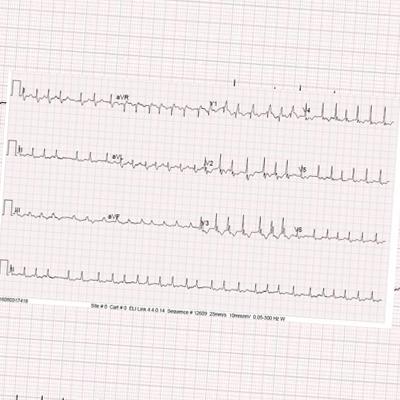 I aVR V1 V4
II aVL V2 V5
III aVF V3 V6
II
Site # 0 Cart # 0 ELI Link 4.4.0.14 Sequence # 12609 25mm/s 10mm/mV 0.05-300 Hz W